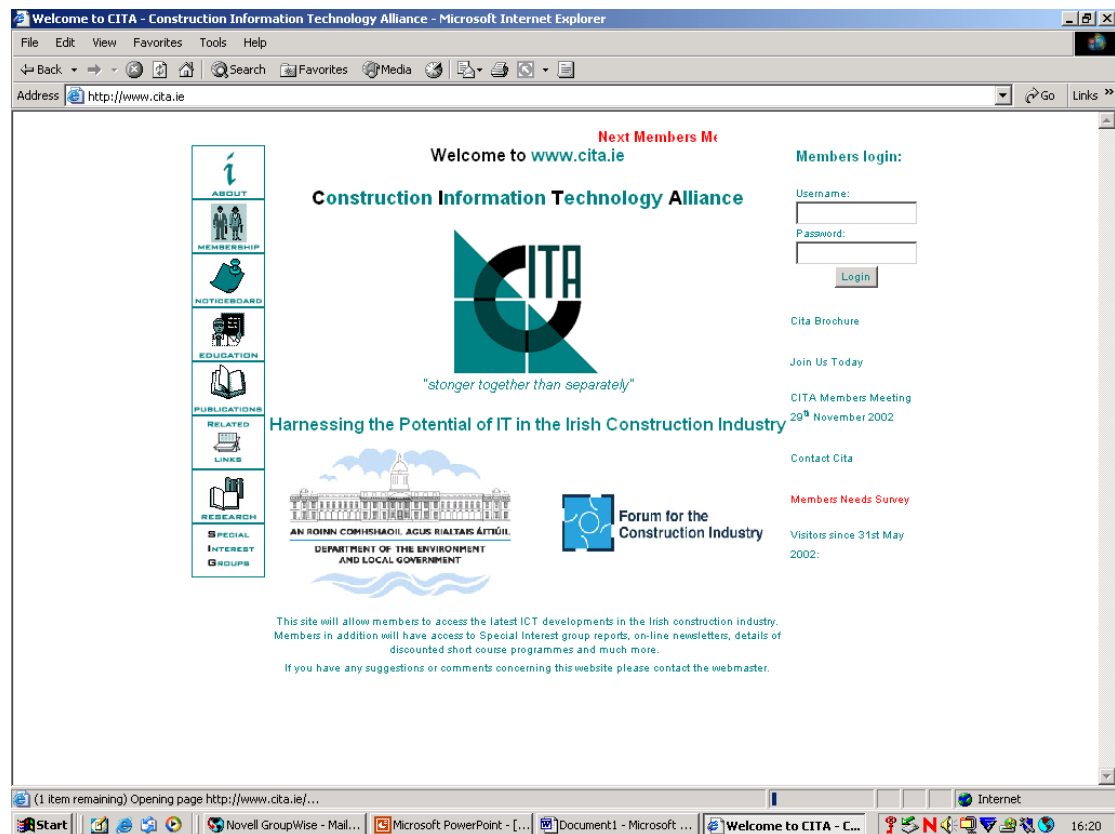 Welcome to CITA - Construction Information Technology Alliance - Microsoft Internet Explorer
File Edit View Favorites Tools Help
Back Search Favorites Media
Address http://www.cita.ie Go Links »
Next Members Me
Welcome to www.cita.ie
Construction Information Technology Alliance
CITA
"stonger together than separately"
Harnessing the Potential of IT in the Irish Construction Industry
i
ABOUT
MEMBERSHIP
NOTICEBOARD
EDUCATION
PUBLICATIONS
RELATED
LINKS
RESEARCH
SPECIAL
INTEREST
GROUPS
AN ROINN COMHSHAOIL AGUS RIALTAIS ÁITIÚIL
DEPARTMENT OF THE ENVIRONMENT
AND LOCAL GOVERNMENT
Forum for the
Construction Industry
This site will allow members to access the latest ICT developments in the Irish construction industry.
Members in addition will have access to Special Interest group reports, on-line newsletters, details of
discounted short course programmes and much more.
If you have any suggestions or comments concerning this website please contact the webmaster.
Members login:
Username:
Password:
Login
Cita Brochure
Join Us Today
CITA Members Meeting
29th November 2002
Contact Cita
Members Needs Survey
Visitors since 31st May
2002:
(1 item remaining) Opening page http://www.cita.ie/... Internet
Start Novell GroupWise - Mail... Microsoft PowerPoint - [... Document1 - Microsoft ... Welcome to CITA - C... N 16:20